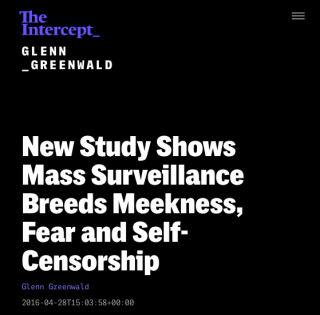 The
Intercept_
GLENN
_GREENWALD
New Study Shows
Mass Surveillance
Breeds Meekness,
Fear and Self-
Censorship
Glenn Greenwald
2016-04-28T15:03:58+00:00